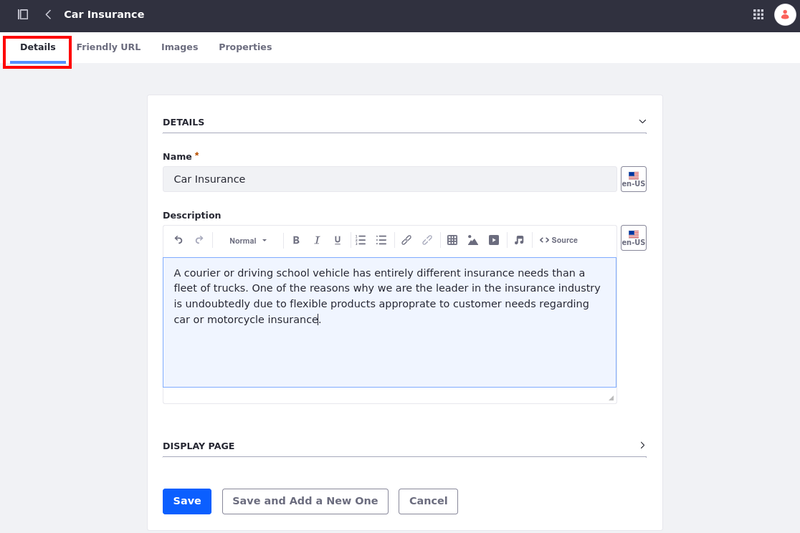 Car Insurance
Details Friendly URL Images Properties
DETAILS
Name *
Car Insurance
en-US
Description
Normal B I U Source
en-US
A courier or driving school vehicle has entirely different insurance needs than a
fleet of trucks. One of the reasons why we are the leader in the insurance industry
is undoubtedly due to flexible products approprate to customer needs regarding
car or motorcycle insurance.
DISPLAY PAGE
Save Save and Add a New One Cancel